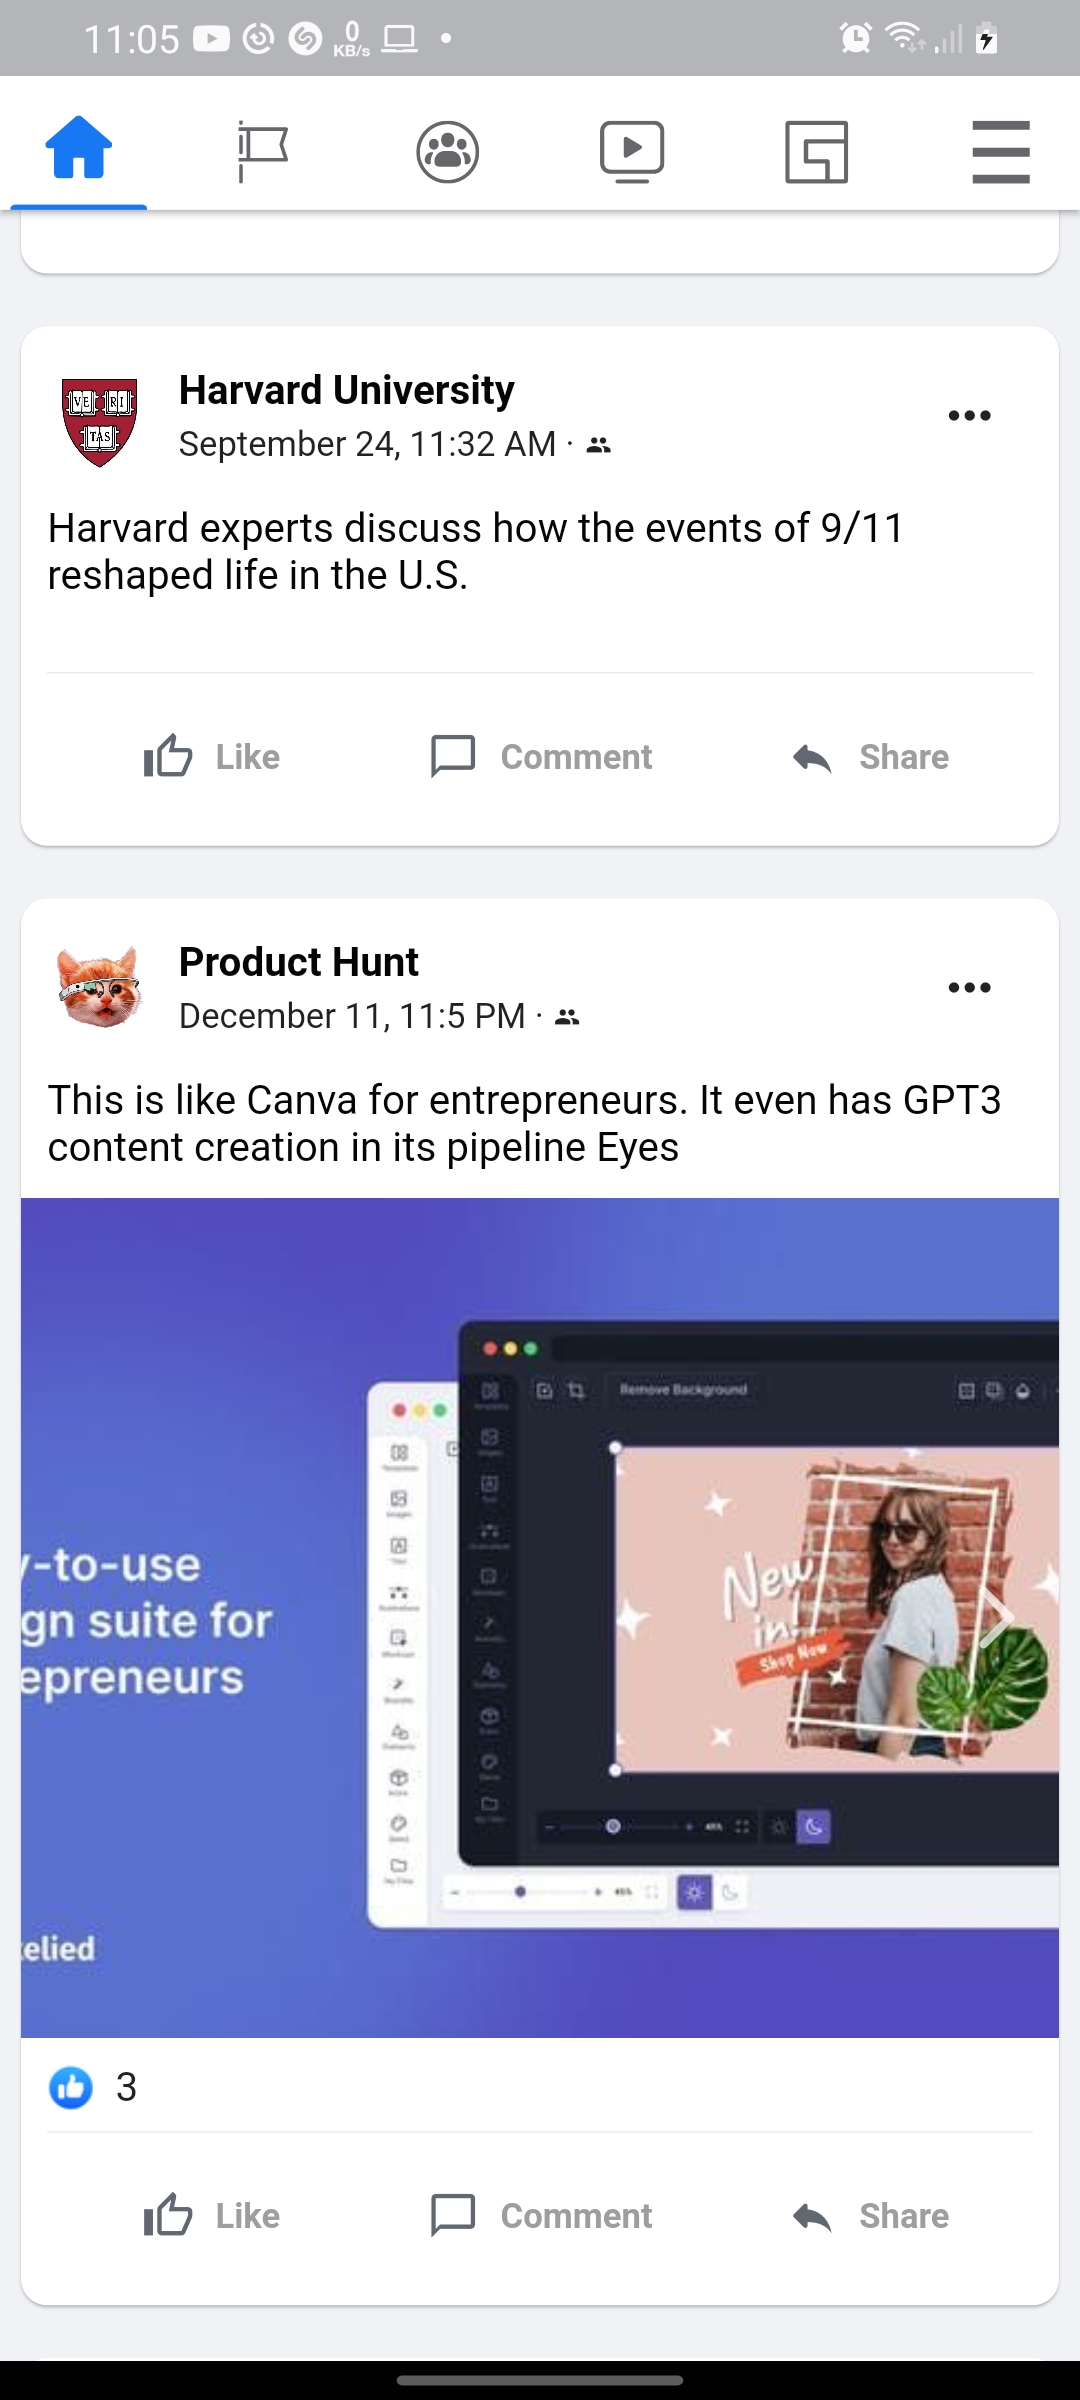 11:05
0
KB/s
VE RI
TAS
Harvard University
September 24, 11:32 AM ·
Harvard experts discuss how the events of 9/11
reshaped life in the U.S.
Like Comment Share
Product Hunt
December 11, 11:5 PM ·
This is like Canva for entrepreneurs. It even has GPT3
content creation in its pipeline Eyes
Remove Background
y-to-use
gn suite for
epreneurs
New
in!
Shop Now
elied
3
Like Comment Share